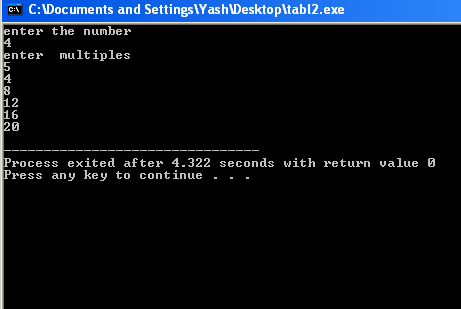 C:\Documents and Settings\Yash\Desktop\tabl2.exe
enter the number
4
enter  multiples
5
4
8
12
16
20

--------------------------------
Process exited after 4.322 seconds with return value 0
Press any key to continue . . .